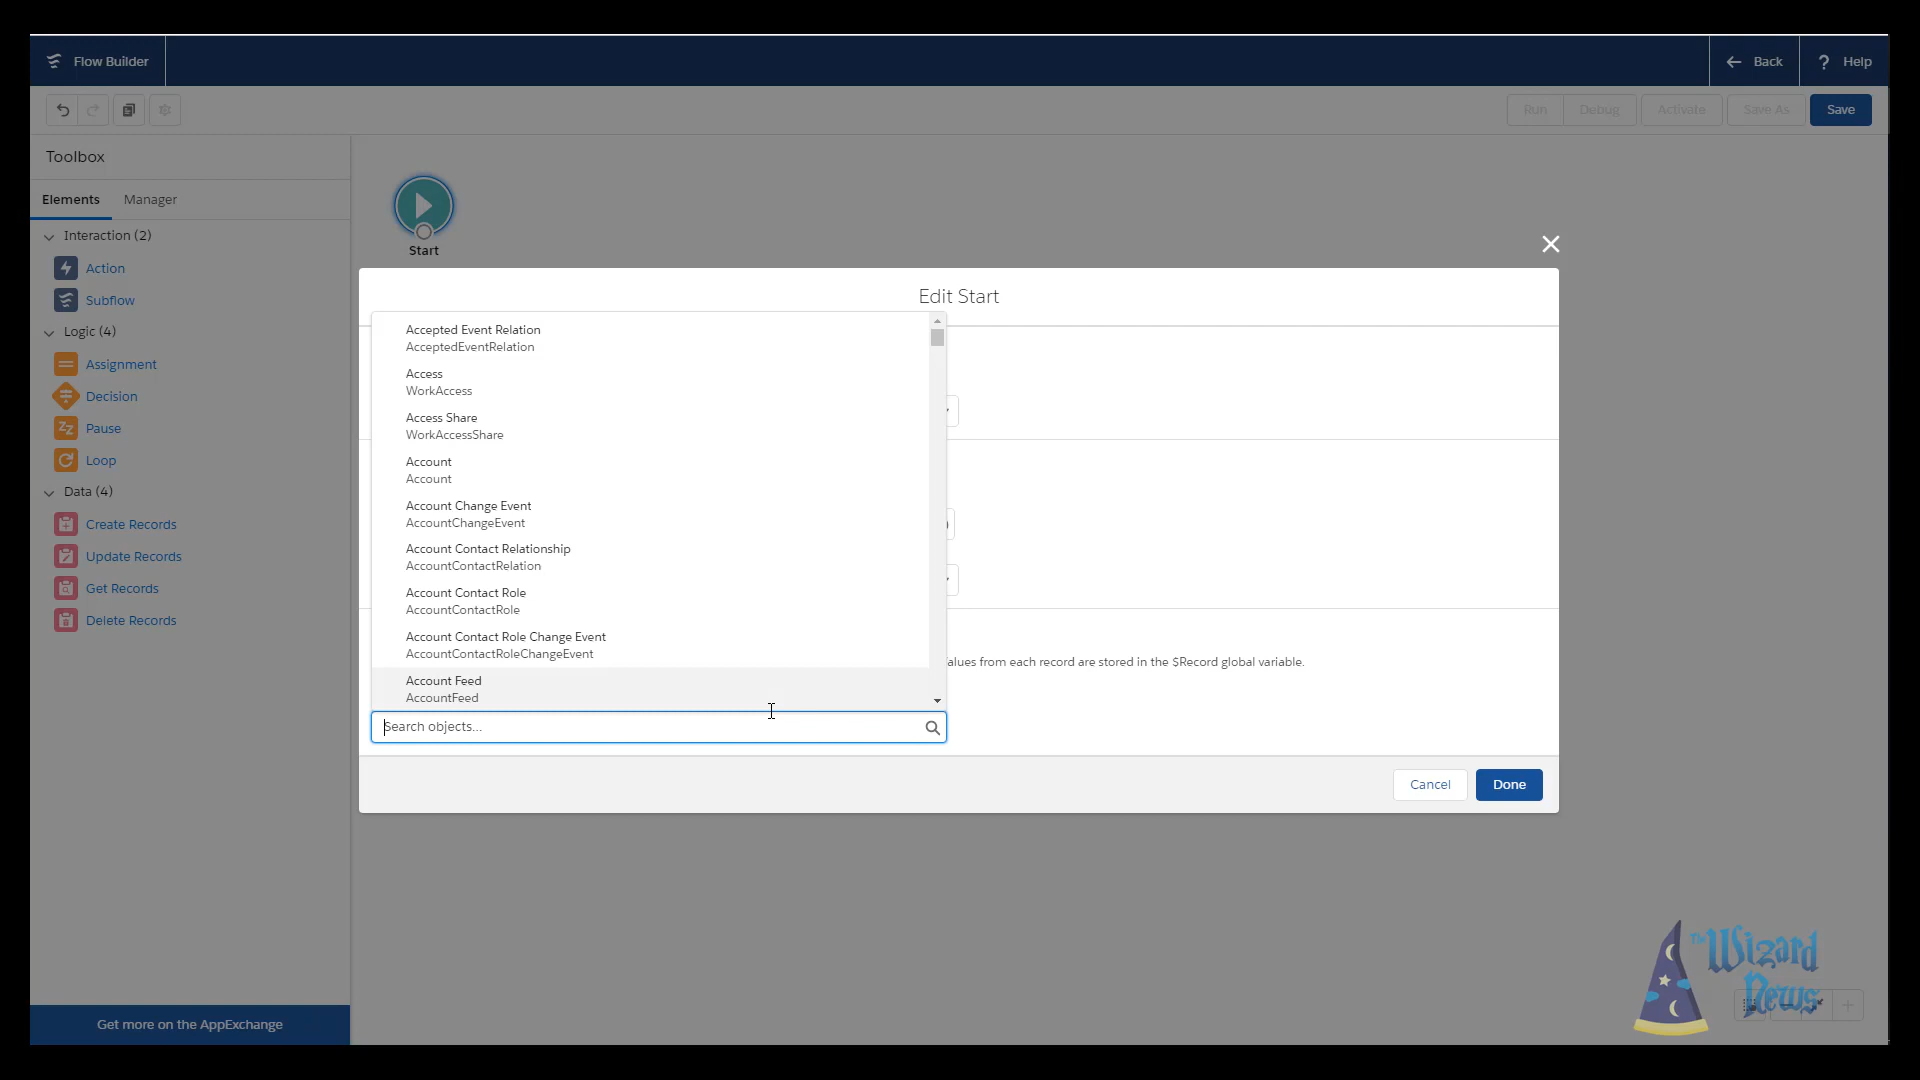 Flow Builder
Back
? Help
Run
Debug
Activate
Save As
Save
Toolbox
Elements
Manager
Interaction (2)
Action
Subflow
Logic (4)
Assignment
Decision
Pause
Loop
Data (4)
Create Records
Update Records
Get Records
Delete Records
Get more on the AppExchange
Start
Edit Start
Accepted Event Relation
AcceptedEventRelation
Access
WorkAccess
Access Share
WorkAccessShare
Account
Account
Account Change Event
AccountChangeEvent
Account Contact Relationship
AccountContactRelation
Account Contact Role
AccountContactRole
Account Contact Role Change Event
AccountContactRoleChangeEvent
Account Feed
AccountFeed
alues from each record are stored in the $Record global variable.
Search objects...
Cancel
Done
The Wizard
News